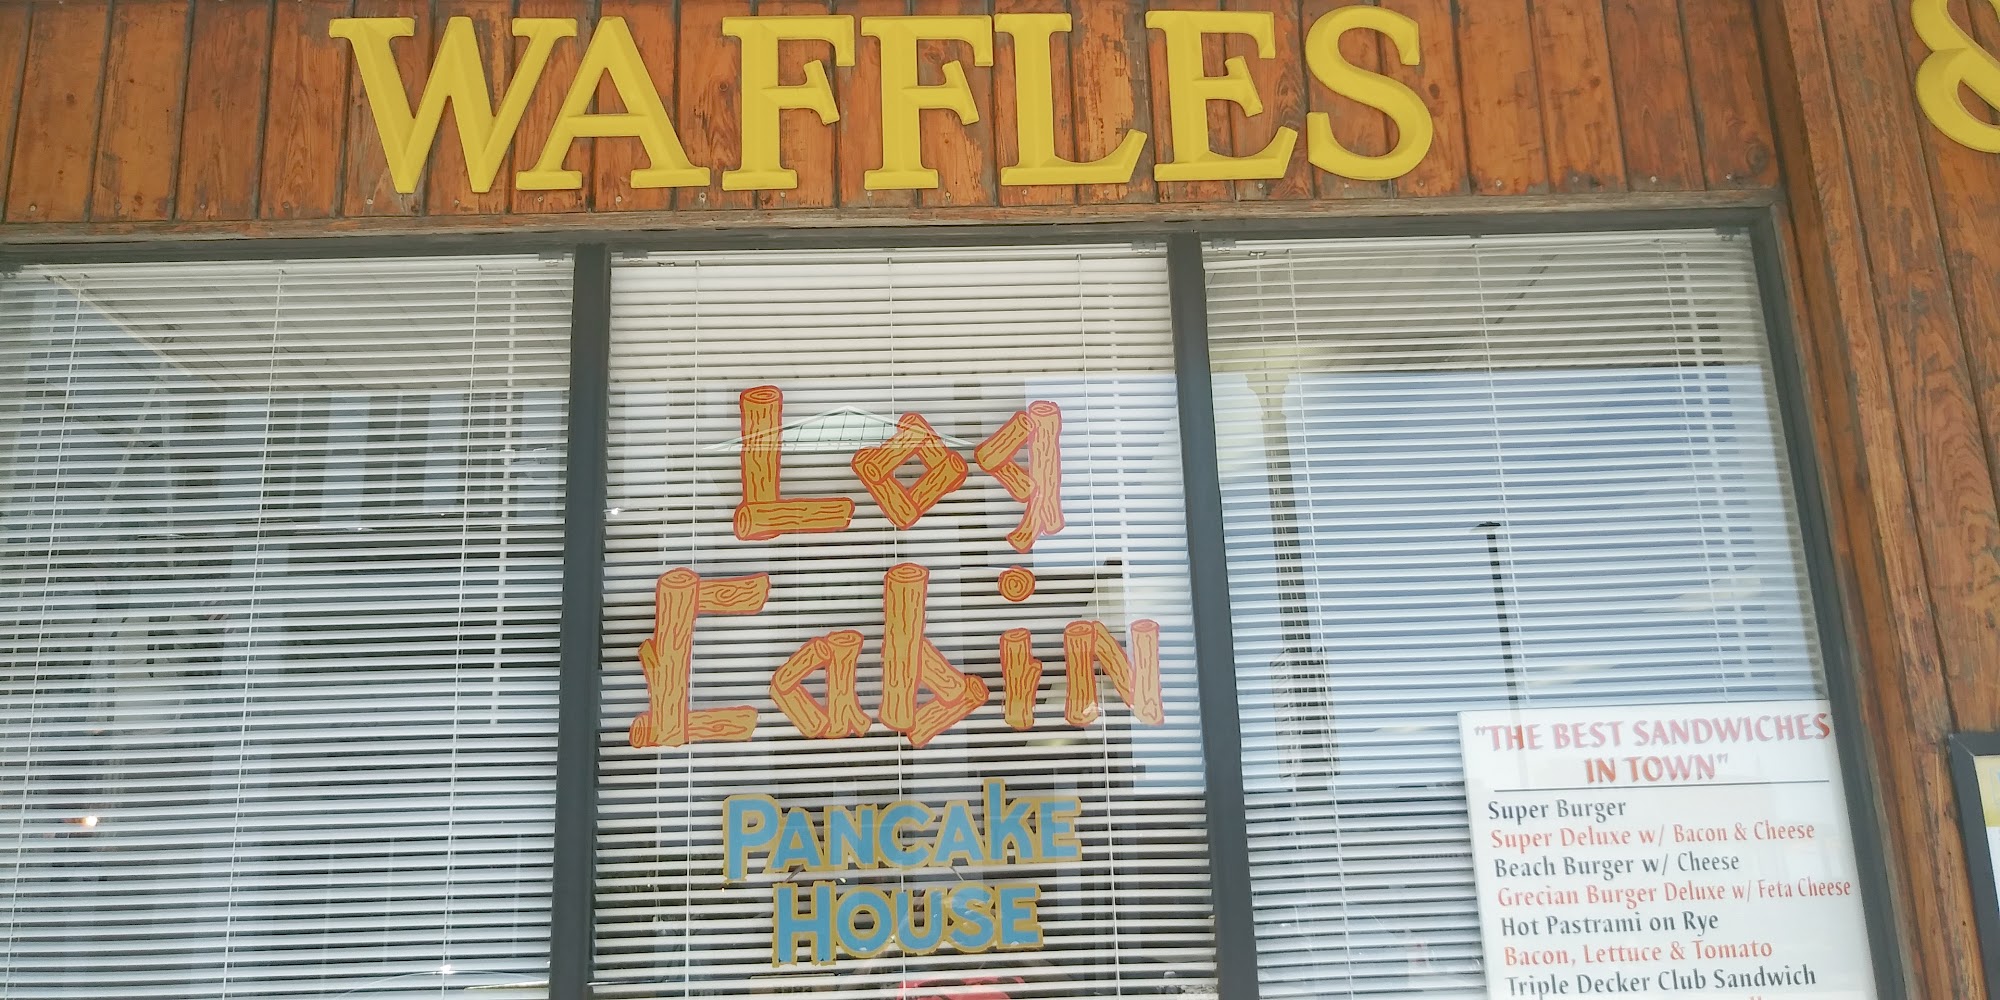 WAFFLES &
Log
Cabin
PANCAKE
HOUSE
"THE BEST SANDWICHES
IN TOWN"
Super Burger
Super Deluxe w/ Bacon & Cheese
Beach Burger w/ Cheese
Grecian Burger Deluxe w/ Feta Cheese
Hot Pastrami on Rye
Bacon, Lettuce & Tomato
Triple Decker Club Sandwich